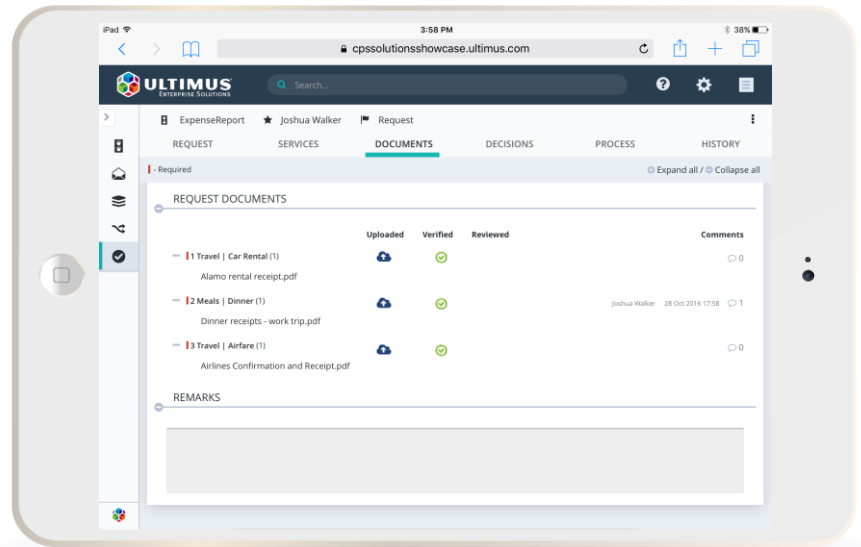 iPad 3:58 PM 38%
cpssolutionsshowcase.ultimus.com
ULTIMUS
ENTERPRISE SOLUTIONS
Search...
ExpenseReport Joshua Walker Request
REQUEST SERVICES DOCUMENTS DECISIONS PROCESS HISTORY
- Required Expand all / Collapse all
REQUEST DOCUMENTS
Uploaded Verified Reviewed Comments
1 Travel | Car Rental (1) 0
Alamo rental receipt.pdf
2 Meals | Dinner (1) Joshua Walker 28 Oct 2016 17:58 1
Dinner receipts - work trip.pdf
3 Travel | Airfare (1) 0
Airlines Confirmation and Receipt.pdf
REMARKS